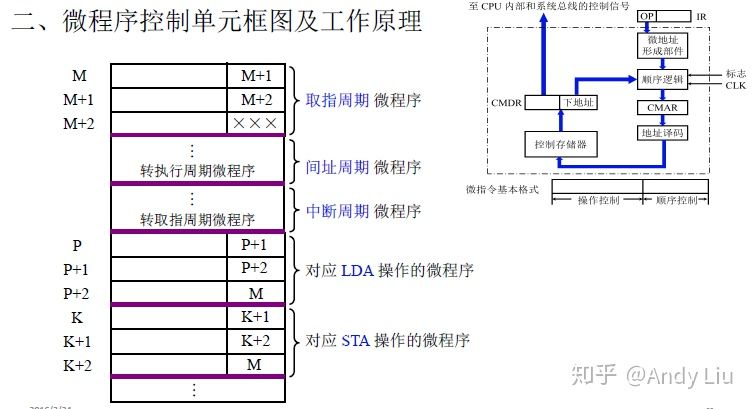 二、微程序控制单元框图及工作原理
M M+1
M+1 M+2
M+2 ×××
取指周期 微程序
⋮
转执行周期微程序
间址周期 微程序
⋮
转取指周期微程序
中断周期 微程序
P P+1
P+1 P+2
P+2 M
对应 LDA 操作的微程序
K K+1
K+1 K+2
K+2 M
对应 STA 操作的微程序
⋮
至 CPU 内部和系统总线的控制信号
OP IR
微地址
形成部件
顺序逻辑
标志
CLK
CMDR 下地址
CMAR
地址译码
控制存储器
微指令基本格式
操作控制 顺序控制
知乎 @Andy Liu